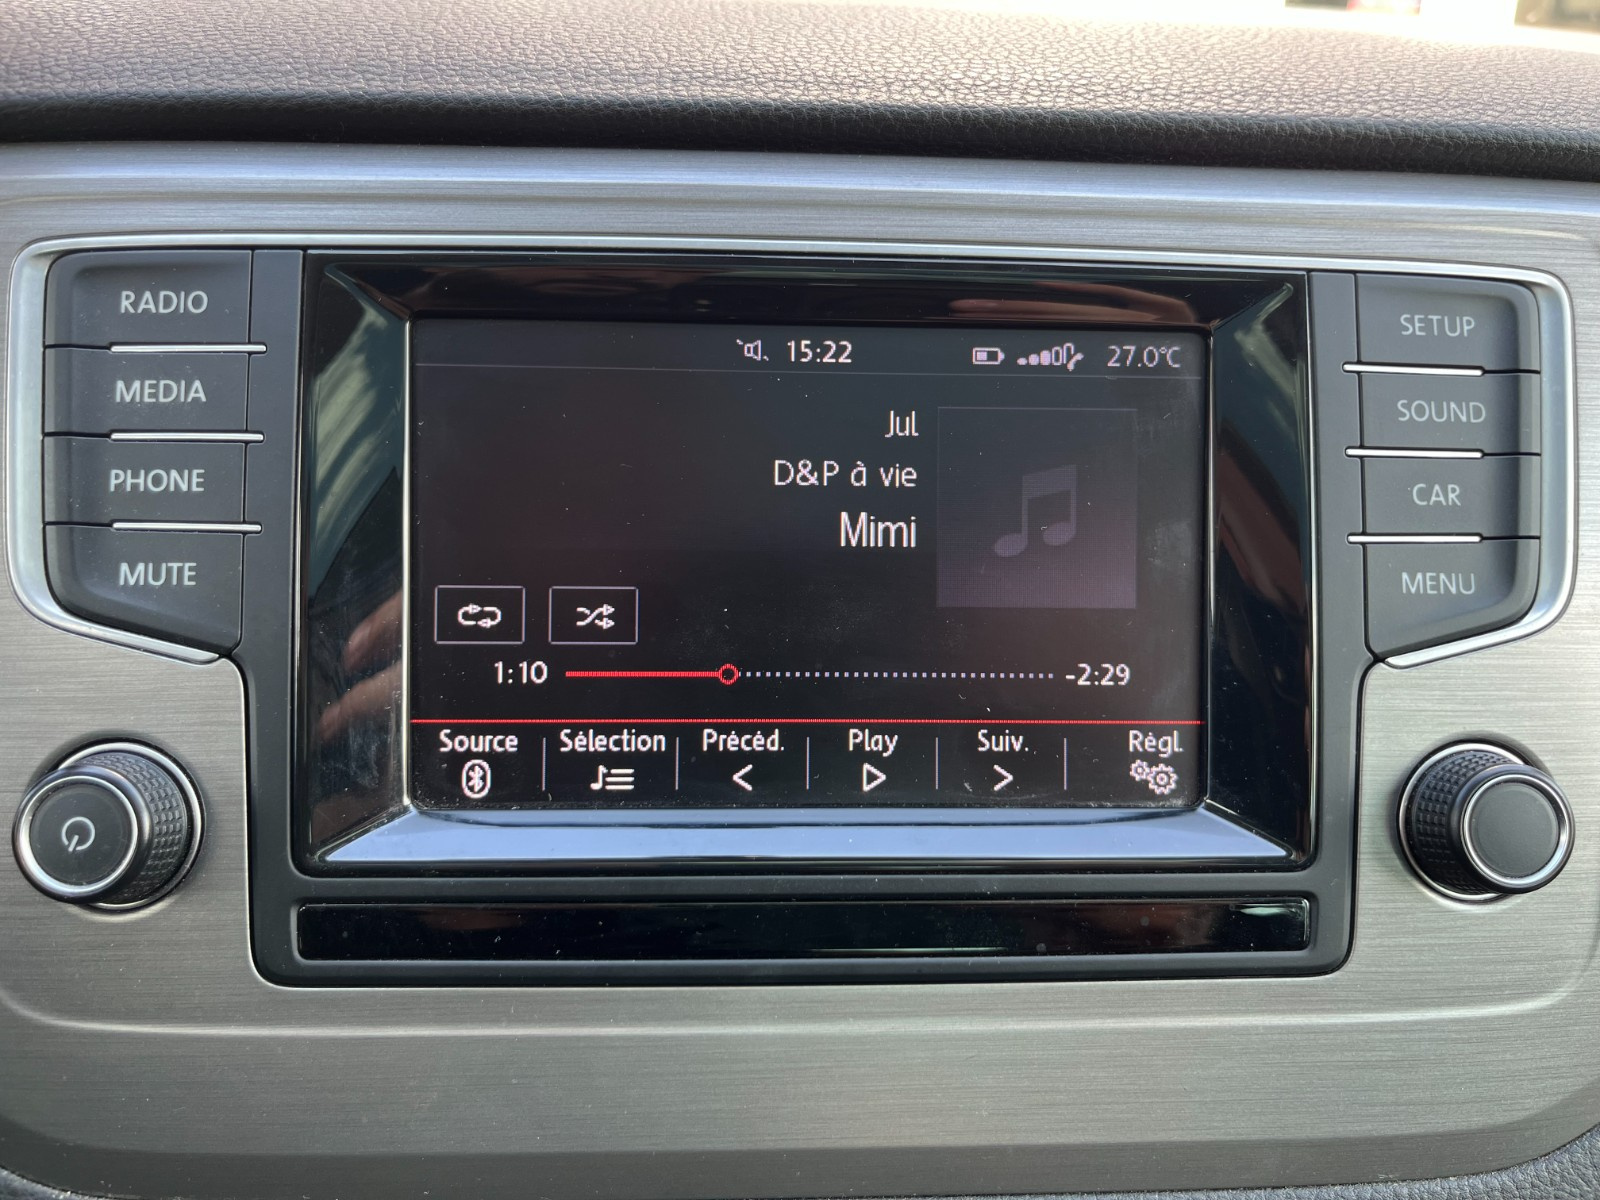 RADIO
MEDIA
PHONE
MUTE
15:22
27.0°C
Jul
D&P à vie
Mimi
1:10
-2:29
Source
Sélection
Précéd.
Play
Suiv.
Régl.
SETUP
SOUND
CAR
MENU